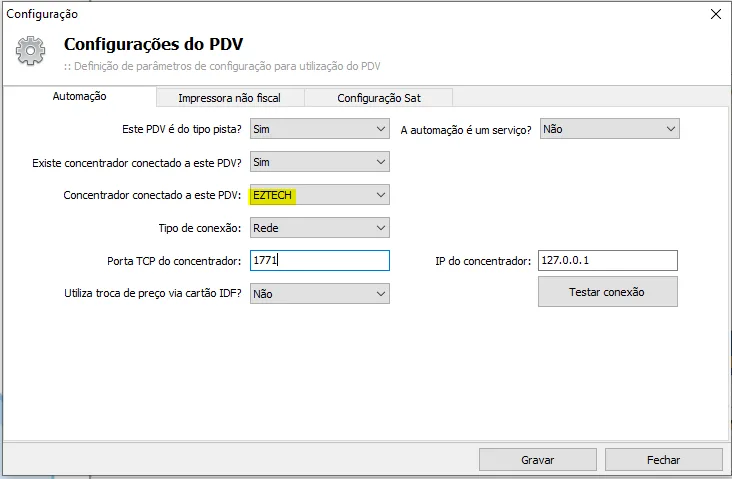 Configuração
Configurações do PDV
:: Definição de parâmetros de configuração para utilização do PDV
Automação Impressora não fiscal Configuração Sat
Este PDV é do tipo pista? Sim A automação é um serviço? Não
Existe concentrador conectado a este PDV? Sim
Concentrador conectado a este PDV: EZTECH
Tipo de conexão: Rede
Porta TCP do concentrador: 1771 IP do concentrador: 127.0.0.1
Utiliza troca de preço via cartão IDF? Não Testar conexão
Gravar Fechar